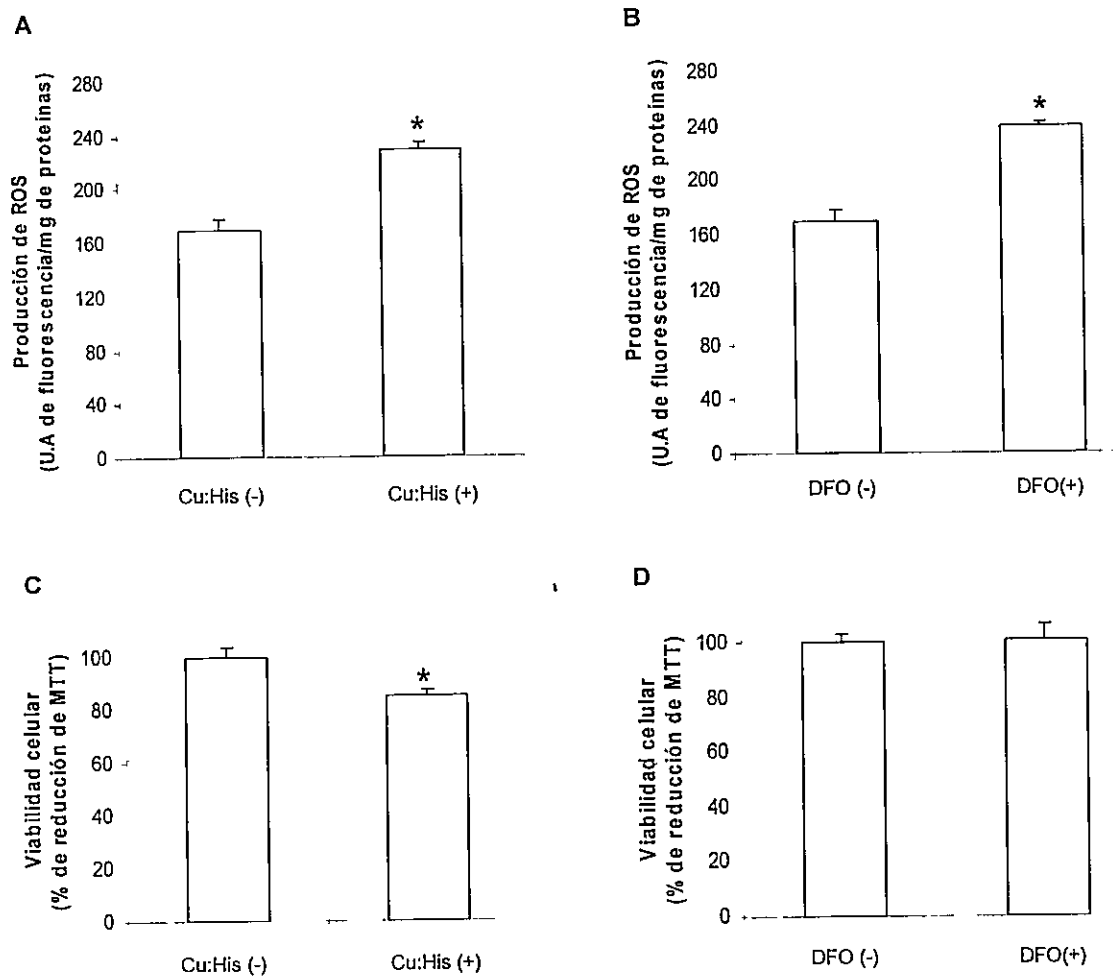 A
Producción de ROS
(U.A de fluorescencia/mg de proteínas)
280
240
200
160
120
80
40
0
*
Cu:His (-)
Cu:His (+)
B
Producción de ROS
(U.A de fluorescencia/mg de proteínas)
280
240
200
160
120
80
40
0
*
DFO (-)
DFO(+)
C
Viabilidad celular
(% de reducción de MTT)
100
80
60
40
20
0
*
Cu:His (-)
Cu:His (+)
D
Viabilidad celular
(% de reducción de MTT)
100
80
60
40
20
0
DFO (-)
DFO(+)